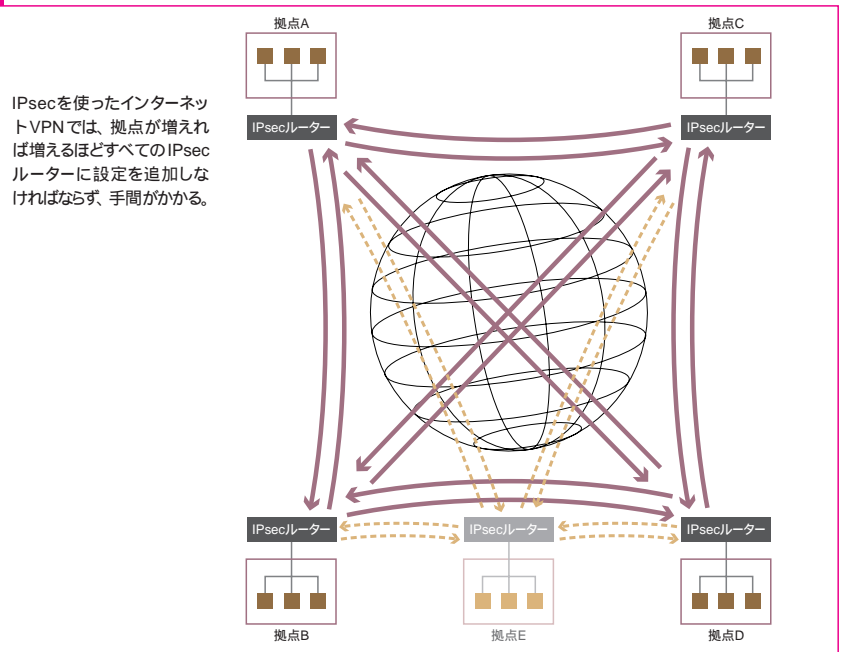 拠点A
拠点C
IPsecを使ったインターネッ
トVPNでは、拠点が増えれ
ば増えるほどすべてのIPsec
ルーターに設定を追加しな
ければならず、手間がかかる。
IPsecルーター
IPsecルーター
IPsecルーター
IPsecルーター
IPsecルーター
拠点B
拠点E
拠点D